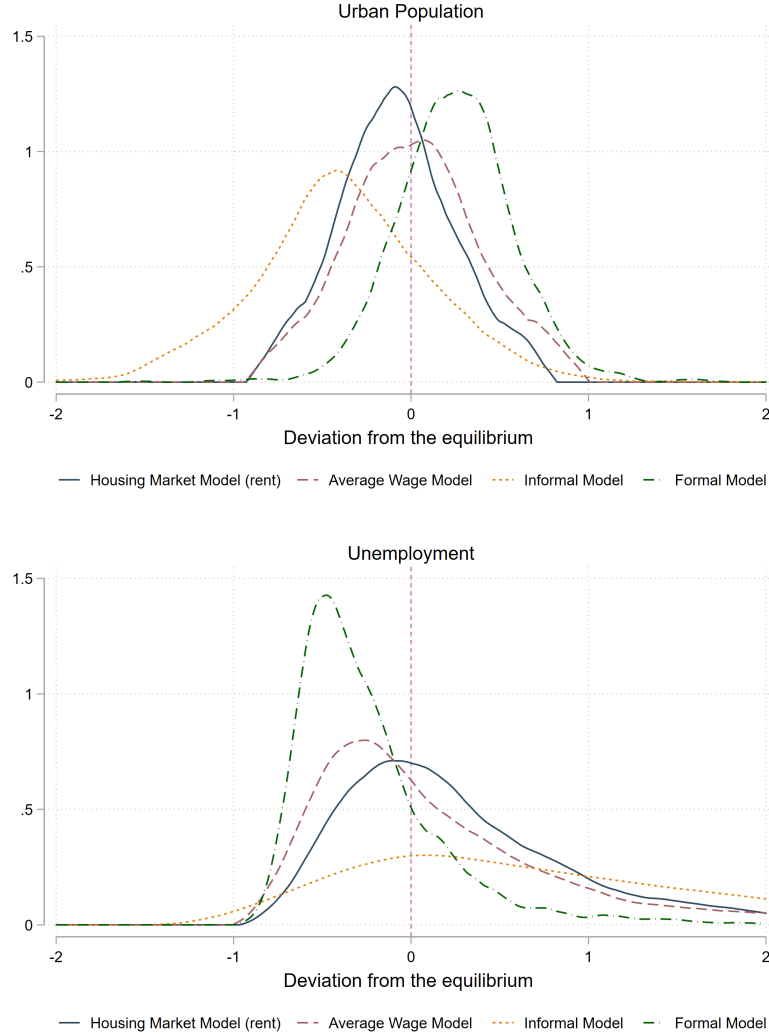 Urban Population
1.5
1
.5
0
-2 -1 0 1 2
Deviation from the equilibrium
Housing Market Model (rent) Average Wage Model Informal Model Formal Model
Unemployment
1.5
1
.5
0
-2 -1 0 1 2
Deviation from the equilibrium
Housing Market Model (rent) Average Wage Model Informal Model Formal Model